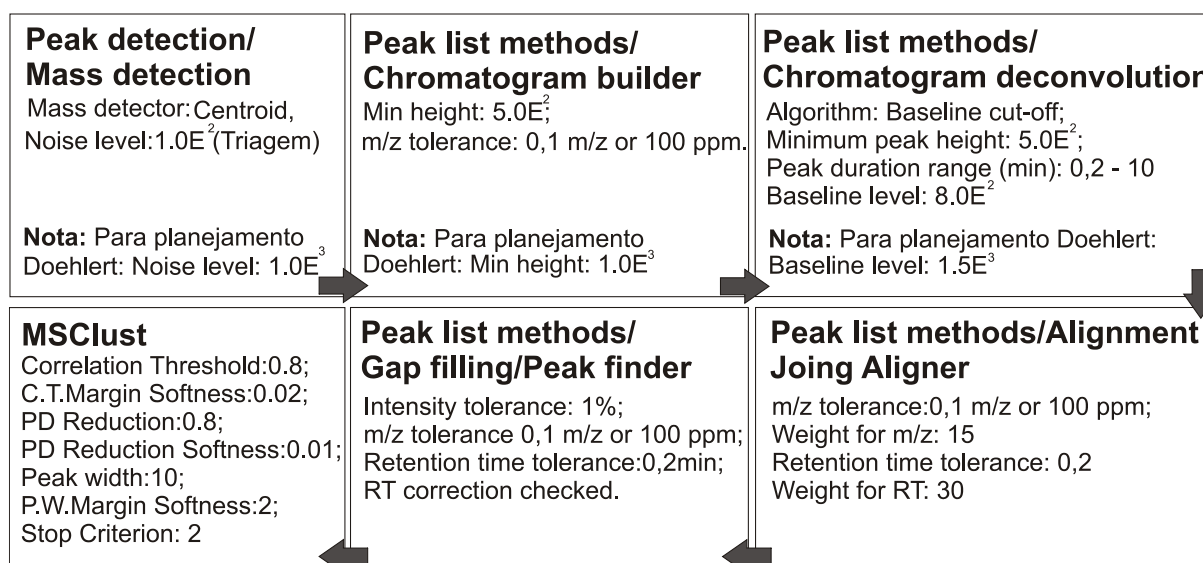 Peak detection/
Mass detection
Mass detector: Centroid,
Noise level:1.0E²(Triagem)
Nota: Para planejamento
Doehlert: Noise level: 1.0E³
Peak list methods/
Chromatogram builder
Min height: 5.0E²;
m/z tolerance: 0,1 m/z or 100 ppm.
Nota: Para planejamento
Doehlert: Min height: 1.0E³
Peak list methods/
Chromatogram deconvolution
Algorithm: Baseline cut-off;
Minimum peak height: 5.0E²;
Peak duration range (min): 0,2 - 10
Baseline level: 8.0E²
Nota: Para planejamento Doehlert:
Baseline level: 1.5E³
MSClust
Correlation Threshold:0.8;
C.T.Margin Softness:0.02;
PD Reduction:0.8;
PD Reduction Softness:0.01;
Peak width:10;
P.W.Margin Softness:2;
Stop Criterion: 2
Peak list methods/
Gap filling/Peak finder
Intensity tolerance: 1%;
m/z tolerance 0,1 m/z or 100 ppm;
Retention time tolerance:0,2min;
RT correction checked.
Peak list methods/Alignment
Joing Aligner
m/z tolerance:0,1 m/z or 100 ppm;
Weight for m/z: 15
Retention time tolerance: 0,2
Weight for RT: 30